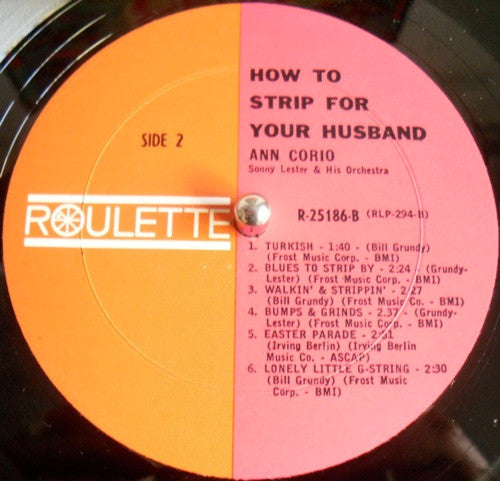 HOW TO
STRIP FOR
YOUR HUSBAND
ANN CORIO
Sonny Lester & His Orchestra
SIDE 2
ROULETTE
R-25186-B (RLP-294-B)
1. TURKISH - 1:40 - (Bill Grundy)
(Frost Music Corp. - BMI)
2. BLUES TO STRIP BY - 2:24 - (Grundy-
Lester) (Frost Music Corp. - BMI)
3. WALKIN' & STRIPPIN' - 2:27
(Bill Grundy) (Frost Music Corp. - BMI)
4. BUMPS & GRINDS - 2.37 - (Grundy-
Lester) (Frost Music Corp. - BMI)
5. EASTER PARADE - 2:51
(Irving Berlin) (Irving Berlin
Music Co. - ASCAP)
6. LONELY LITTLE G-STRING - 2:30
(Bill Grundy) (Frost Music
Corp. - BMI)